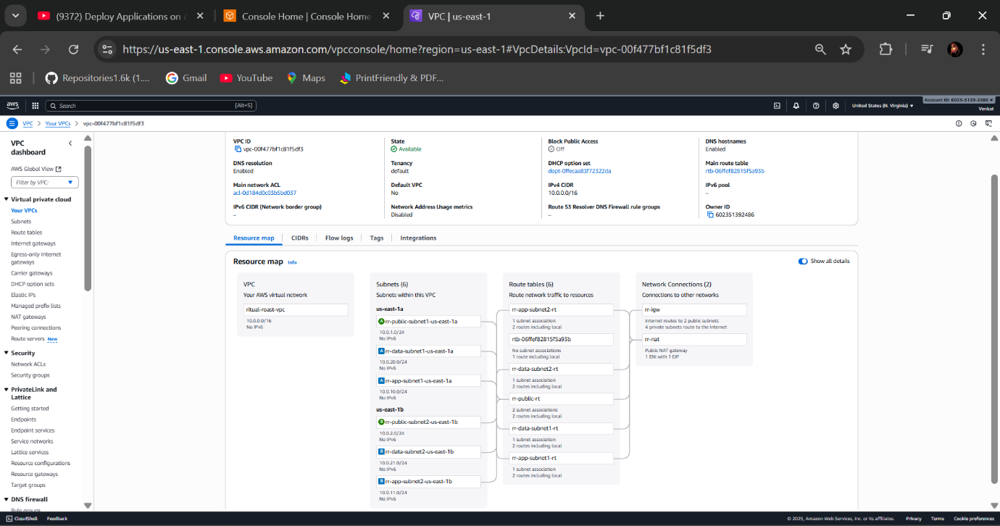 (9372) Deploy Applications on A
Console Home | Console Home
VPC | us-east-1
https://us-east-1.console.aws.amazon.com/vpcconsole/home?region=us-east-1#VpcDetails:VpcId=vpc-00f477bf1c81f5df3
Repositories1.6k (1....
Gmail
YouTube
Maps
PrintFriendly & PDF...
aws
Search
[Alt+S]
United States (N. Virginia)
Account ID: 6023-5139-2486
Venkat
VPC
Your VPCs
vpc-00f477bf1c81f5df3
VPC
dashboard
AWS Global View
Filter by VPC:
Virtual private cloud
Your VPCs
Subnets
Route tables
Internet gateways
Egress-only Internet
gateways
Carrier gateways
DHCP option sets
Elastic IPs
Managed prefix lists
NAT gateways
Peering connections
Route servers New
Security
Network ACLs
Security groups
PrivateLink and
Lattice
Getting started
Endpoints
Endpoint services
Service networks
Lattice services
Resource configurations
Resource gateways
Target groups
DNS firewall
Rule groups
VPC ID
vpc-00f477bf1c81f5df3
State
Available
Block Public Access
Off
DNS hostnames
Enabled
DNS resolution
Enabled
Tenancy
default
DHCP option set
dopt-0ffecaa83f72322da
Main route table
rtb-06ffef82815f5a93b
Main network ACL
acl-0d184d0c03b5bd037
Default VPC
No
IPv4 CIDR
10.0.0.0/16
IPv6 pool
–
IPv6 CIDR (Network border group)
–
Network Address Usage metrics
Disabled
Route 53 Resolver DNS Firewall rule groups
–
Owner ID
602351392486
Resource map
CIDRs
Flow logs
Tags
Integrations
Resource map Info
Show all details
VPC
Your AWS virtual network
ritual-roast-vpc
10.0.0.0/16
No IPv6
Subnets (6)
Subnets within this VPC
us-east-1a
A rr-public-subnet1-us-east-1a
10.0.1.0/24
No IPv6
A rr-data-subnet1-us-east-1a
10.0.20.0/24
No IPv6
A rr-app-subnet1-us-east-1a
10.0.10.0/24
No IPv6
us-east-1b
B rr-public-subnet2-us-east-1b
10.0.2.0/24
No IPv6
B rr-data-subnet2-us-east-1b
10.0.21.0/24
No IPv6
B rr-app-subnet2-us-east-1b
10.0.11.0/24
No IPv6
Route tables (6)
Route network traffic to resources
rr-app-subnet2-rt
1 subnet association
2 routes including local
rtb-06ffef82815f5a93b
No subnet associations
1 route including local
rr-data-subnet2-rt
1 subnet association
2 routes including local
rr-public-rt
2 subnet associations
2 routes including local
rr-data-subnet1-rt
1 subnet association
2 routes including local
rr-app-subnet1-rt
1 subnet association
2 routes including local
Network Connections (2)
Connections to other networks
rr-igw
Internet routes to 2 public subnets
4 private subnets route to the Internet
rr-nat
Public NAT gateway
1 ENI with 1 EIP
CloudShell
Feedback
© 2025, Amazon Web Services, Inc. or its affiliates.
Privacy
Terms
Cookie preferences